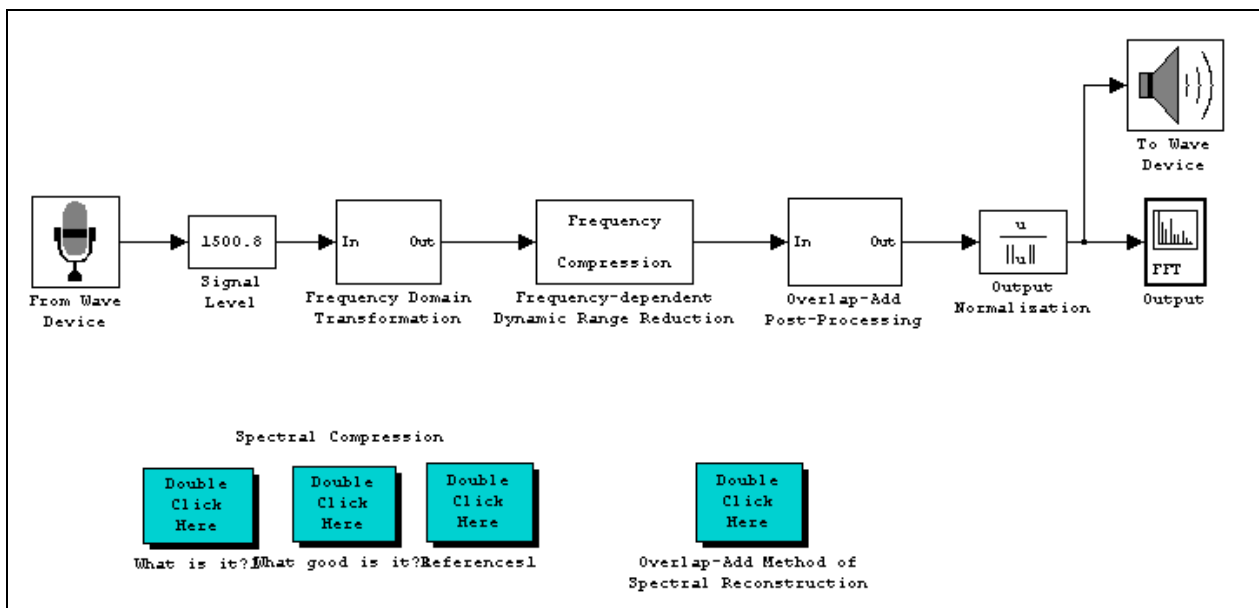 To Wave
Device
From Wave
Device
1500.8
Signal
Level
In Out
Frequency Domain
Transformation
Frequency
Compression
Frequency-dependent
Dynamic Range Reduction
In Out
Overlap-Add
Post-Processing
u
||u||
Output
Normalization
FFT
Output
Spectral Compression
Double
Click
Here
What is it?1
Double
Click
Here
What good is it?1
Double
Click
Here
References1
Double
Click
Here
Overlap-Add Method of
Spectral Reconstruction